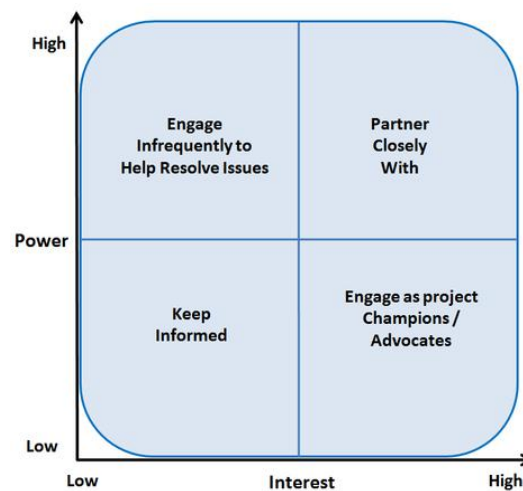 High
Engage
Infrequently to
Help Resolve Issues
Partner
Closely
With
Power
Keep
Informed
Engage as project
Champions /
Advocates
Low
Low
Interest
High